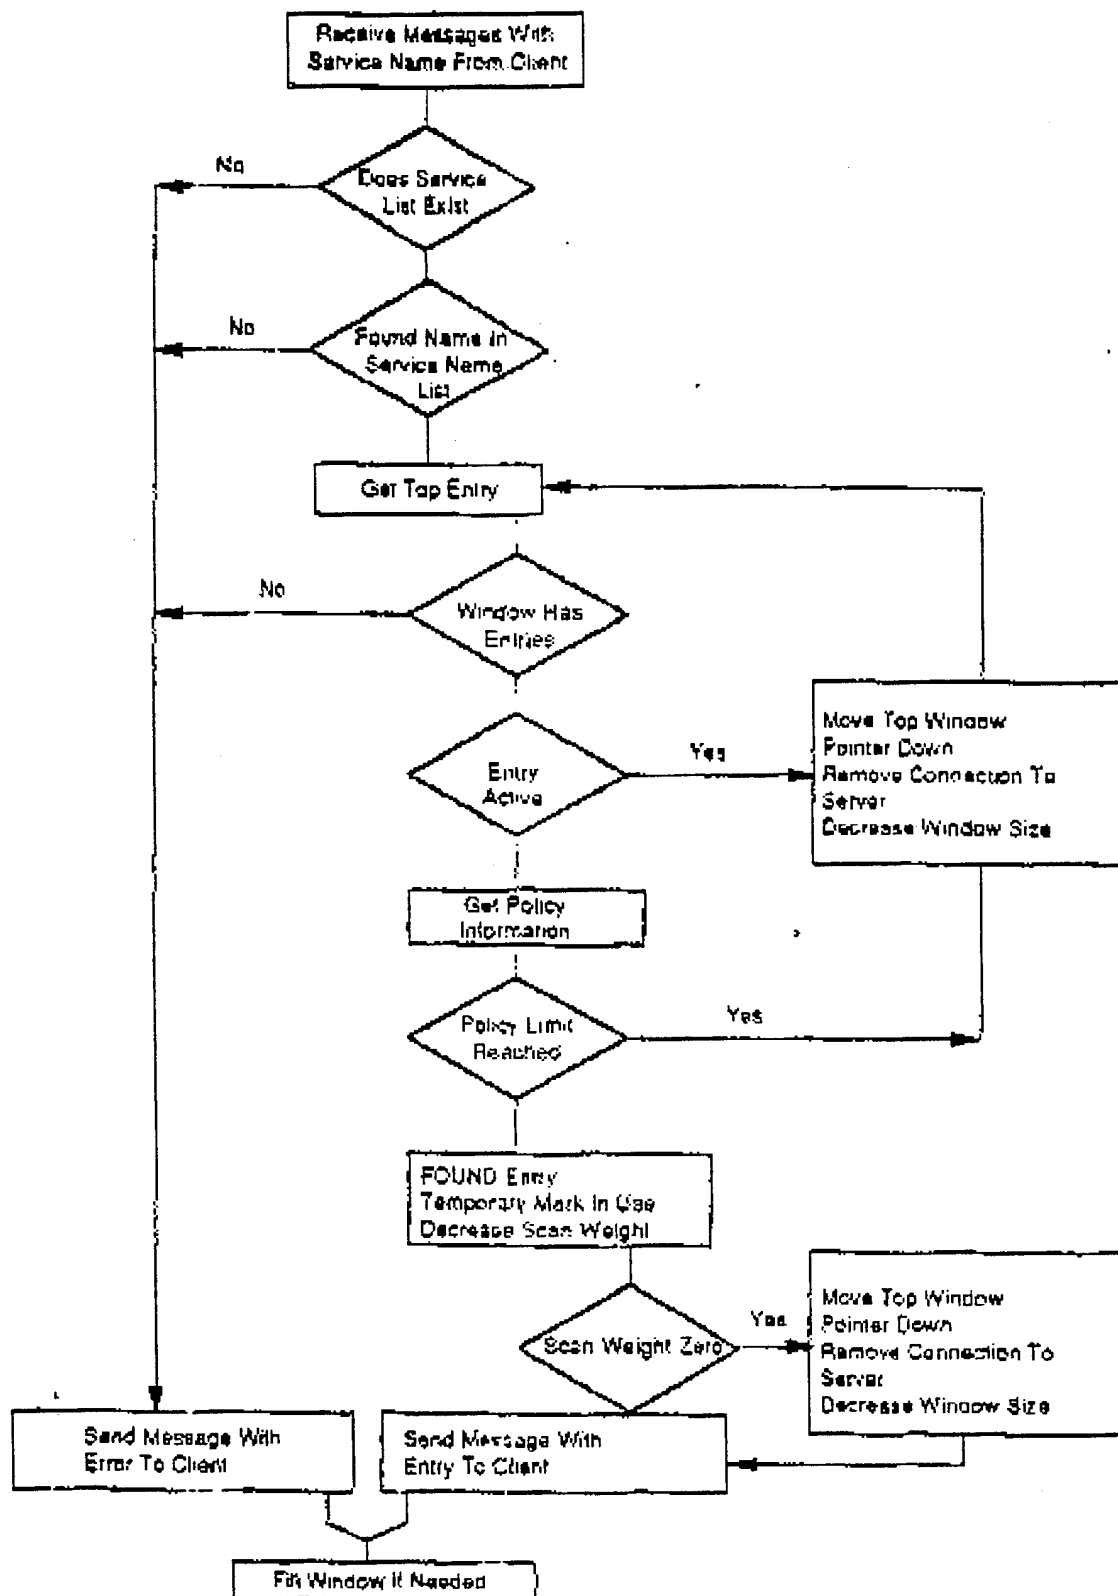 Receive Messages With
Service Name From Client
No
Does Service
List Exist
No
Found Name In
Service Name
List
Get Top Entry
No
Window Has
Entries
Entry
Active
Yes
Move Top Window
Pointer Down
Remove Connection To
Server
Decrease Window Size
Get Policy
Information
Policy Limit
Reached
Yes
FOUND Entry
Temporary Mark In Use
Decrease Scan Weight
Scan Weight Zero
Yes
Move Top Window
Pointer Down
Remove Connection To
Server
Decrease Window Size
Send Message With
Error To Client
Send Message With
Entry To Client
Fill Window If Needed